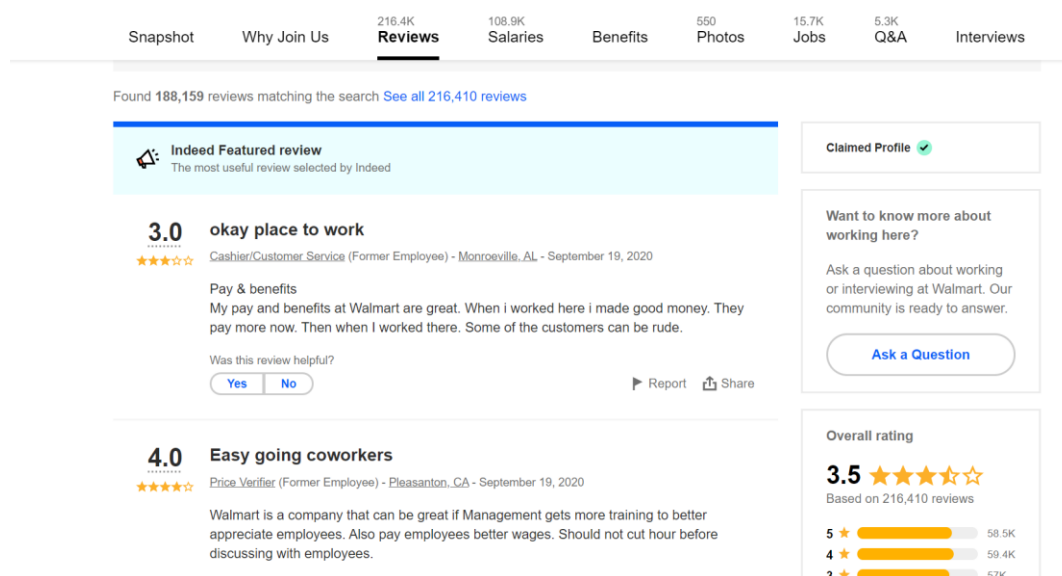 216.4K 108.9K 550 15.7K 5.3K
Snapshot Why Join Us Reviews Salaries Benefits Photos Jobs Q&A Interviews
Found 188,159 reviews matching the search See all 216,410 reviews
Indeed Featured review
The most useful review selected by Indeed
3.0 okay place to work
Cashier/Customer Service (Former Employee) - Monroeville, AL - September 19, 2020
Pay & benefits
My pay and benefits at Walmart are great. When i worked here i made good money. They
pay more now. Then when I worked there. Some of the customers can be rude.
Was this review helpful?
Yes No
Report Share
4.0 Easy going coworkers
Price Verifier (Former Employee) - Pleasanton, CA - September 19, 2020
Walmart is a company that can be great if Management gets more training to better
appreciate employees. Also pay employees better wages. Should not cut hour before
discussing with employees.
Claimed Profile
Want to know more about
working here?
Ask a question about working
or interviewing at Walmart. Our
community is ready to answer.
Ask a Question
Overall rating
3.5
Based on 216,410 reviews
5 58.5K
4 59.4K
3 57K